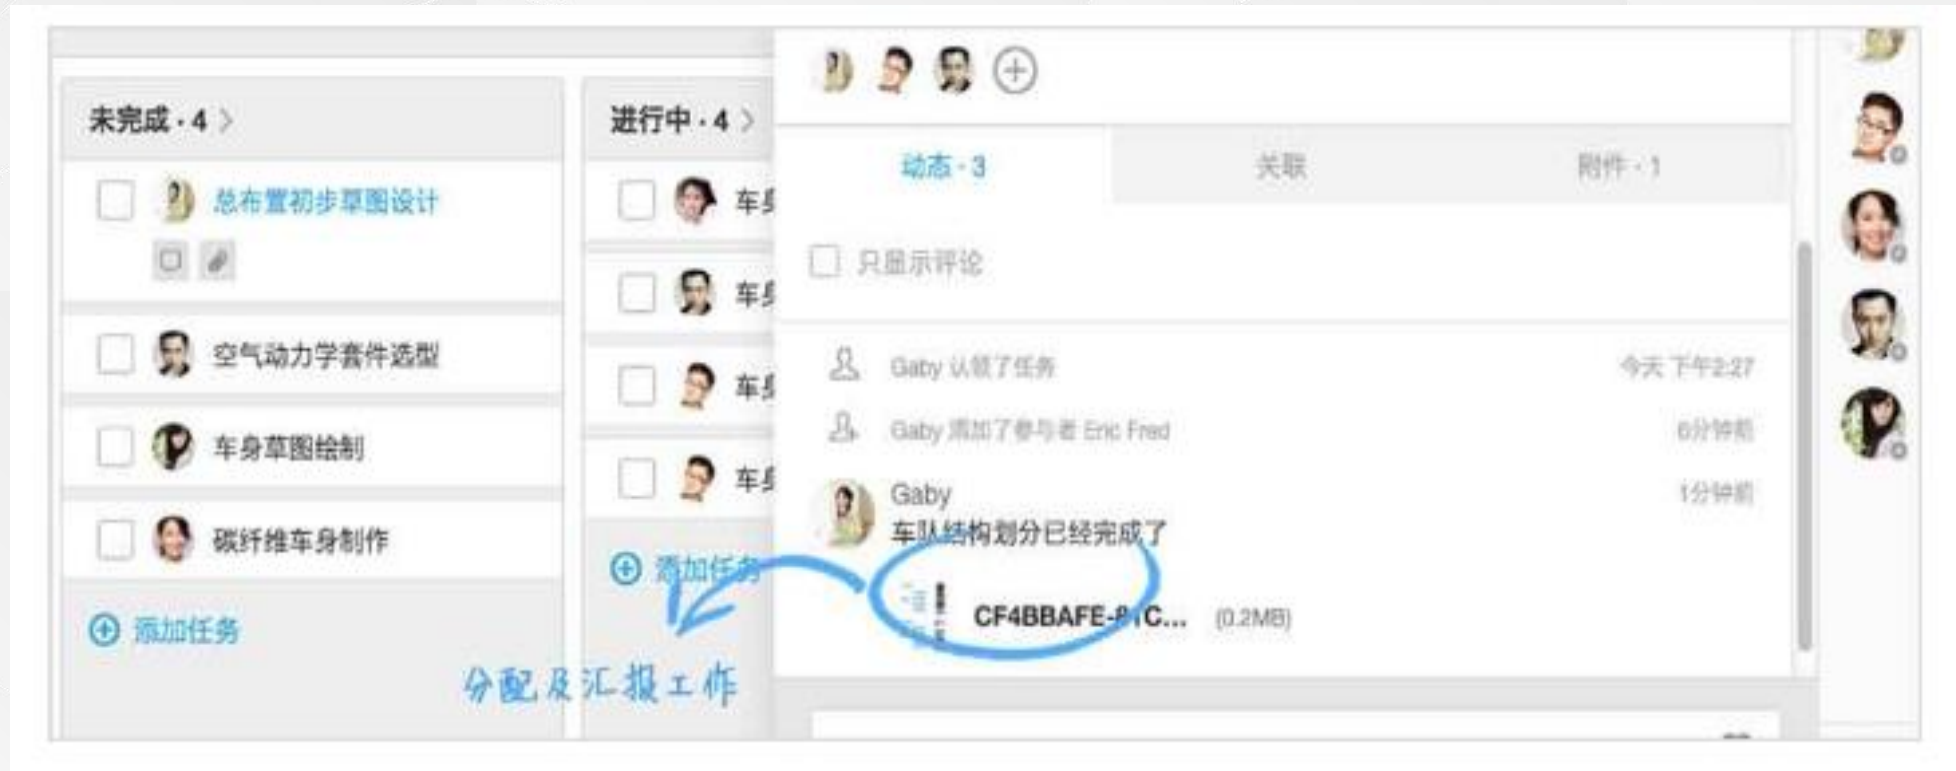 未完成 · 4 >
总布置初步草图设计
空气动力学套件选型
车身草图绘制
碳纤维车身制作
添加任务
进行中 · 4 >
车身
车身
车身
车身
添加任务
动态 · 3
关联
附件 · 1
只显示评论
Gaby 认领了任务
今天 下午2:27
Gaby 添加了参与者 Eric Fred
6分钟前
Gaby
1分钟前
车队结构划分已经完成了
CF4BBAFE-81C... (0.2MB)
分配及汇报工作